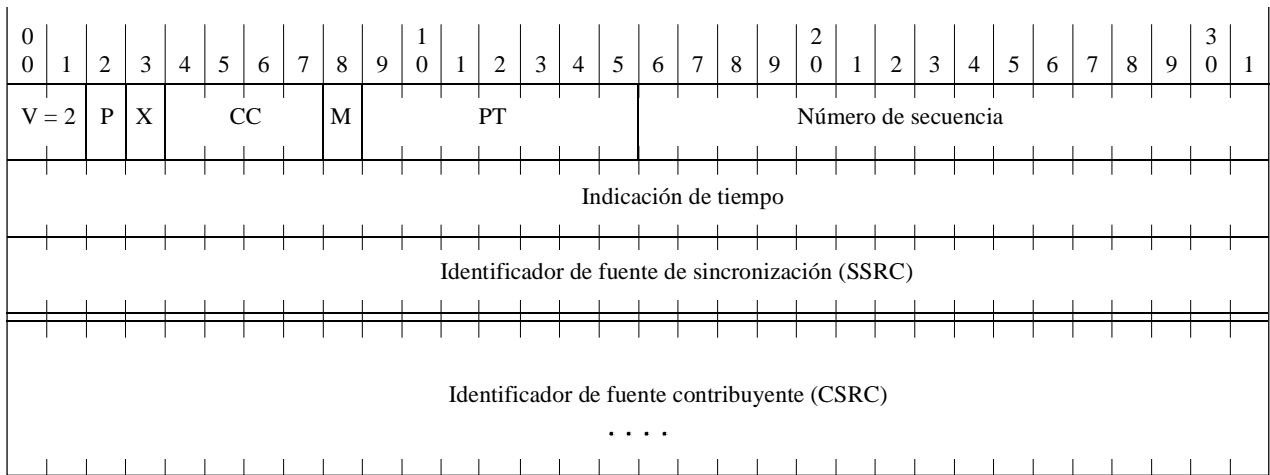 0 1 2 3
0 1 2 3 4 5 6 7 8 9 0 1 2 3 4 5 6 7 8 9 0 1 2 3 4 5 6 7 8 9 0 1
V = 2 P X CC M PT Número de secuencia
Indicación de tiempo
Identificador de fuente de sincronización (SSRC)
Identificador de fuente contribuyente (CSRC)
. . . .